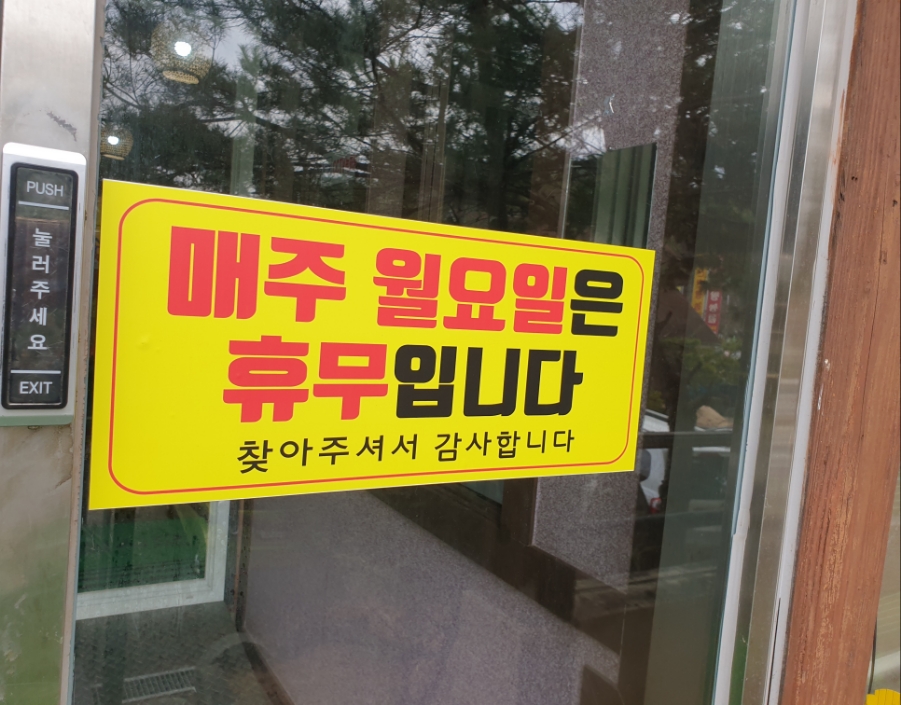 PUSH
눌러주세요
EXIT
매주 월요일은
휴무입니다
찾아주셔서 감사합니다